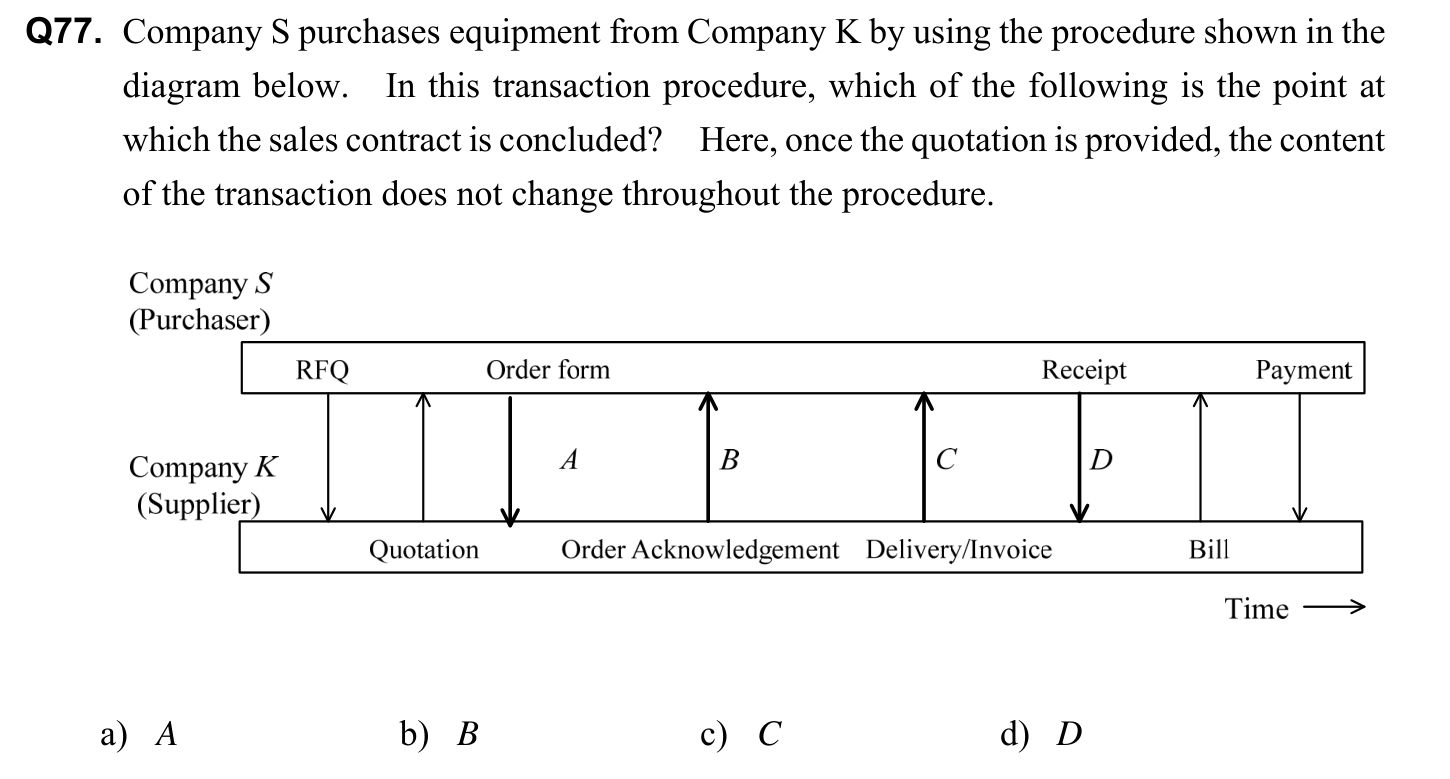 Q77. Company S purchases equipment from Company K by using the procedure shown in the
diagram below. In this transaction procedure, which of the following is the point at
which the sales contract is concluded? Here, once the quotation is provided, the content
of the transaction does not change throughout the procedure.
Company S
(Purchaser)
RFQ Order form Receipt Payment
A B C D
Company K
(Supplier)
Quotation Order Acknowledgement Delivery/Invoice Bill
Time
a) A b) B c) C d) D